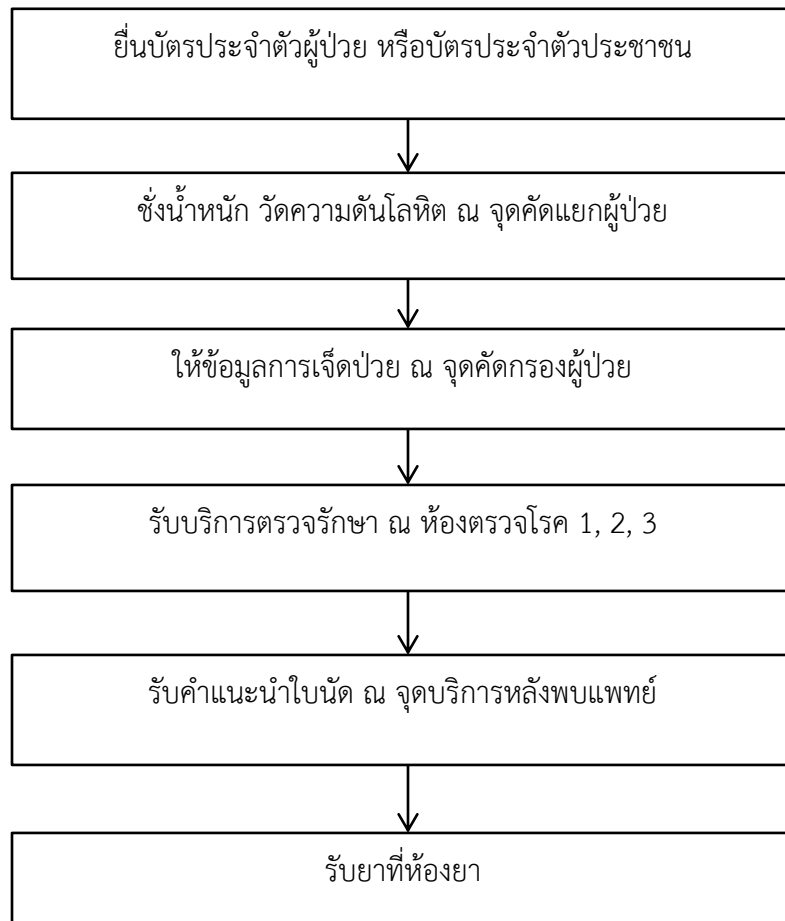 ยื่นบัตรประจำตัวผู้ป่วย หรือบัตรประจำตัวประชาชน
ชั่งน้ำหนัก วัดความดันโลหิต ณ จุดคัดแยกผู้ป่วย
ให้ข้อมูลการเจ็ดป่วย ณ จุดคัดกรองผู้ป่วย
รับบริการตรวจรักษา ณ ห้องตรวจโรค 1, 2, 3
รับคำแนะนำใบนัด ณ จุดบริการหลังพบแพทย์
รับยาที่ห้องยา